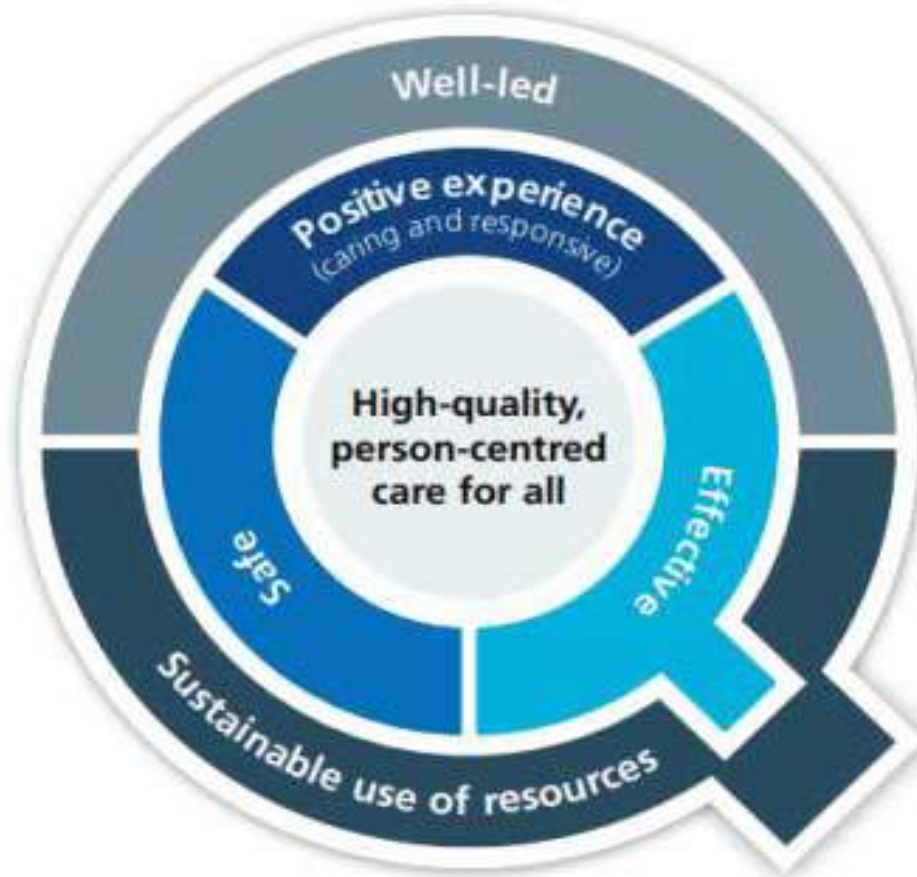 Well-led
Positive experience
(caring and responsive)
High-quality,
person-centred
care for all
Safe
Effective
Sustainable use of resources